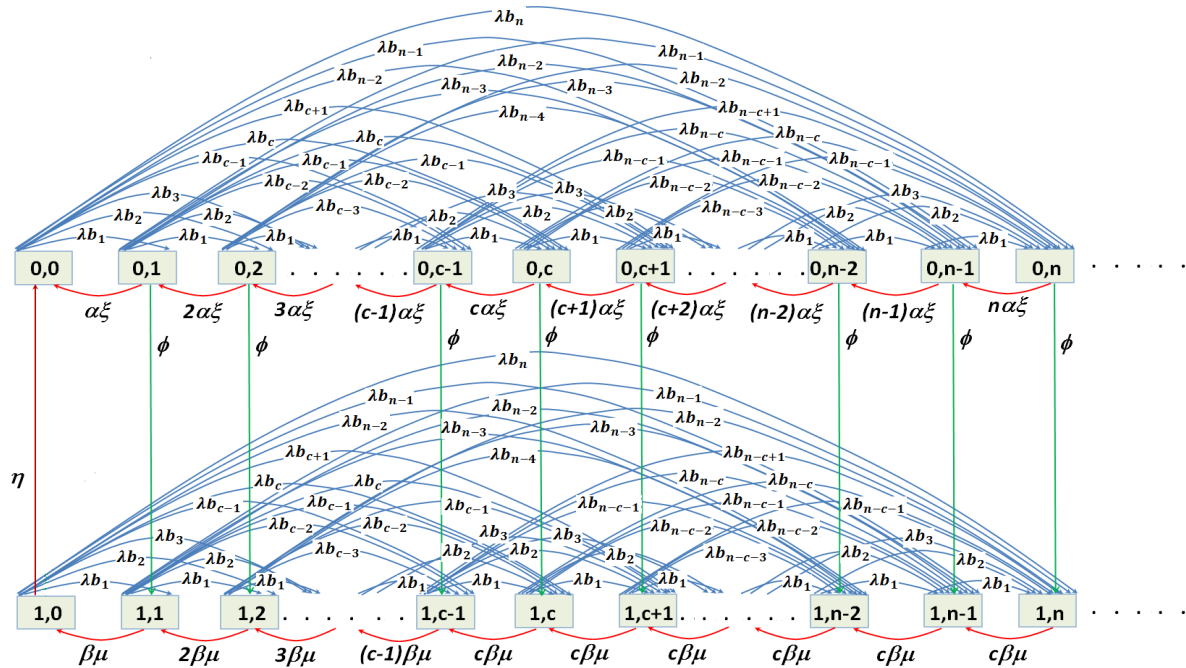 λb_n
λb_{n−1} λb_{n−1}
λb_{n−2} λb_{n−2} λb_{n−2}
λb_{n−3} λb_{n−3}
λb_{c+1} λb_{n−4} λb_{n−c+1}
λb_c λb_c λb_{n−c} λb_{n−c}
λb_{c−1} λb_{c−1} λb_{c−1} λb_{n−c−1} λb_{n−c−1} λb_{n−c−1}
λb_3 λb_{c−2} λb_{c−2} λb_3 λb_3 λb_{n−c−2} λb_{n−c−2} λb_3
λb_2 λb_2 λb_{c−3} λb_2 λb_2 λb_2 λb_{n−c−3} λb_2 λb_2
λb_1 λb_1 λb_1 λb_1 λb_1 λb_1 λb_1 λb_1 λb_1 λb_1
0,0 0,1 0,2 . . . . . . . 0,c-1 0,c 0,c+1 . . . . . . . 0,n-2 0,n-1 0,n . . . . .
αξ 2αξ 3αξ (c-1)αξ cαξ (c+1)αξ (c+2)αξ (n-2)αξ (n-1)αξ nαξ
ϕ ϕ ϕ ϕ ϕ ϕ ϕ ϕ
η
λb_n
λb_{n−1} λb_{n−1}
λb_{n−2} λb_{n−2} λb_{n−2}
λb_{n−3} λb_{n−3}
λb_{c+1} λb_{n−4} λb_{n−c+1}
λb_c λb_c λb_{n−c} λb_{n−c}
λb_{c−1} λb_{c−1} λb_{c−1} λb_{n−c−1} λb_{n−c−1}
λb_3 λb_{c−2} λb_{c−2} λb_3 λb_3 λb_{n−c−2} λb_{n−c−2} λb_3
λb_2 λb_2 λb_{c−3} λb_2 λb_2 λb_2 λb_{n−c−3} λb_2 λb_2
λb_1 λb_1 λb_1 λb_1 λb_1 λb_1 λb_1 λb_1 λb_1 λb_1
1,0 1,1 1,2 . . . . . . . 1,c-1 1,c 1,c+1 . . . . . . . 1,n-2 1,n-1 1,n . . . . .
βμ 2βμ 3βμ (c-1)βμ cβμ cβμ cβμ cβμ cβμ cβμ